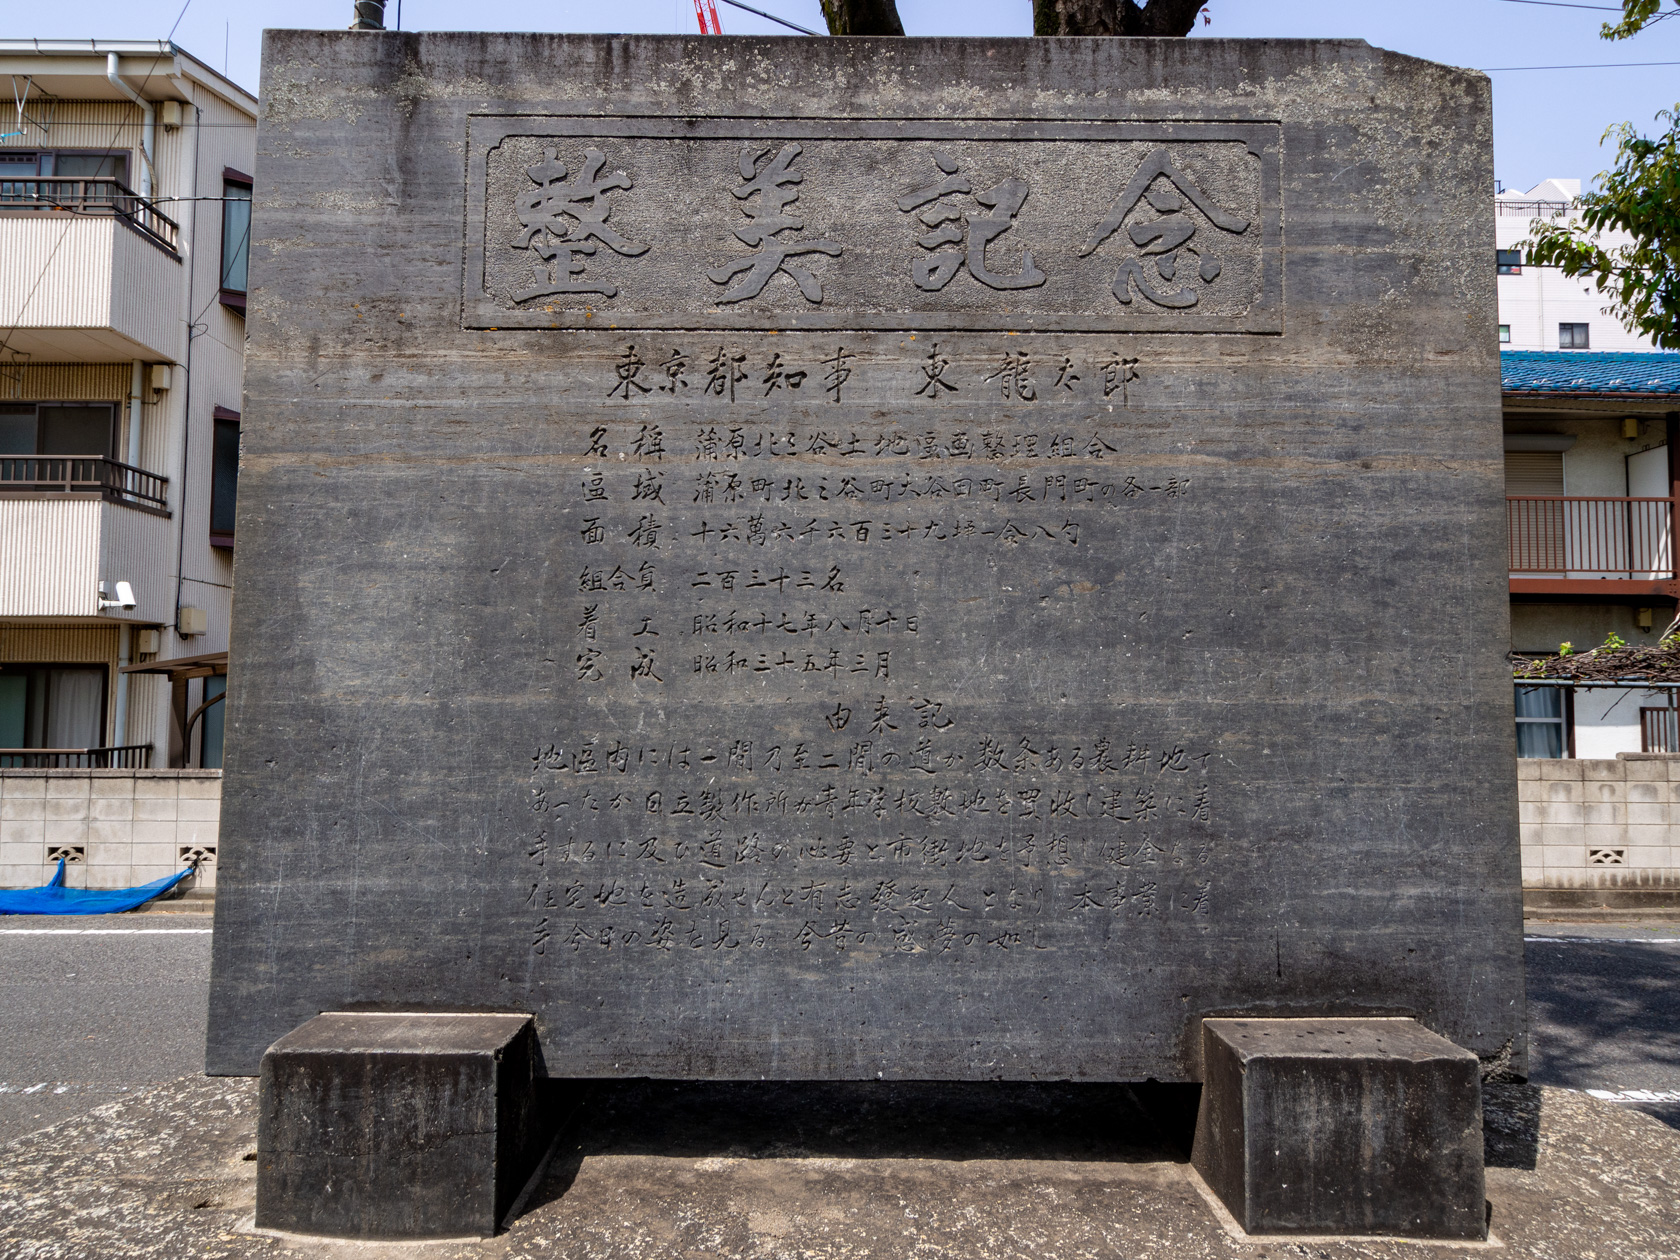 整美記念
東京都知事 東龍太郎
名稱 蒲原北三谷土地區画整理組合
區域 蒲原町北三谷町大谷田町長門町の各一部
面積 十六萬六千六百三十九坪一合八勺
組合員 二百三十三名
着工 昭和十七年八月十日
完成 昭和三十五年三月
由来記
地區内には一間乃至二間の道か数条ある農耕地て
あったか日立製作所が青年学校敷地を買收し建築に着
手するに及ひ道路の必要と市街地を予想し健全なる
住宅地を造成せんと有志發起人となり 本事業に着
手今日の姿を見る 今昔の感夢の如し